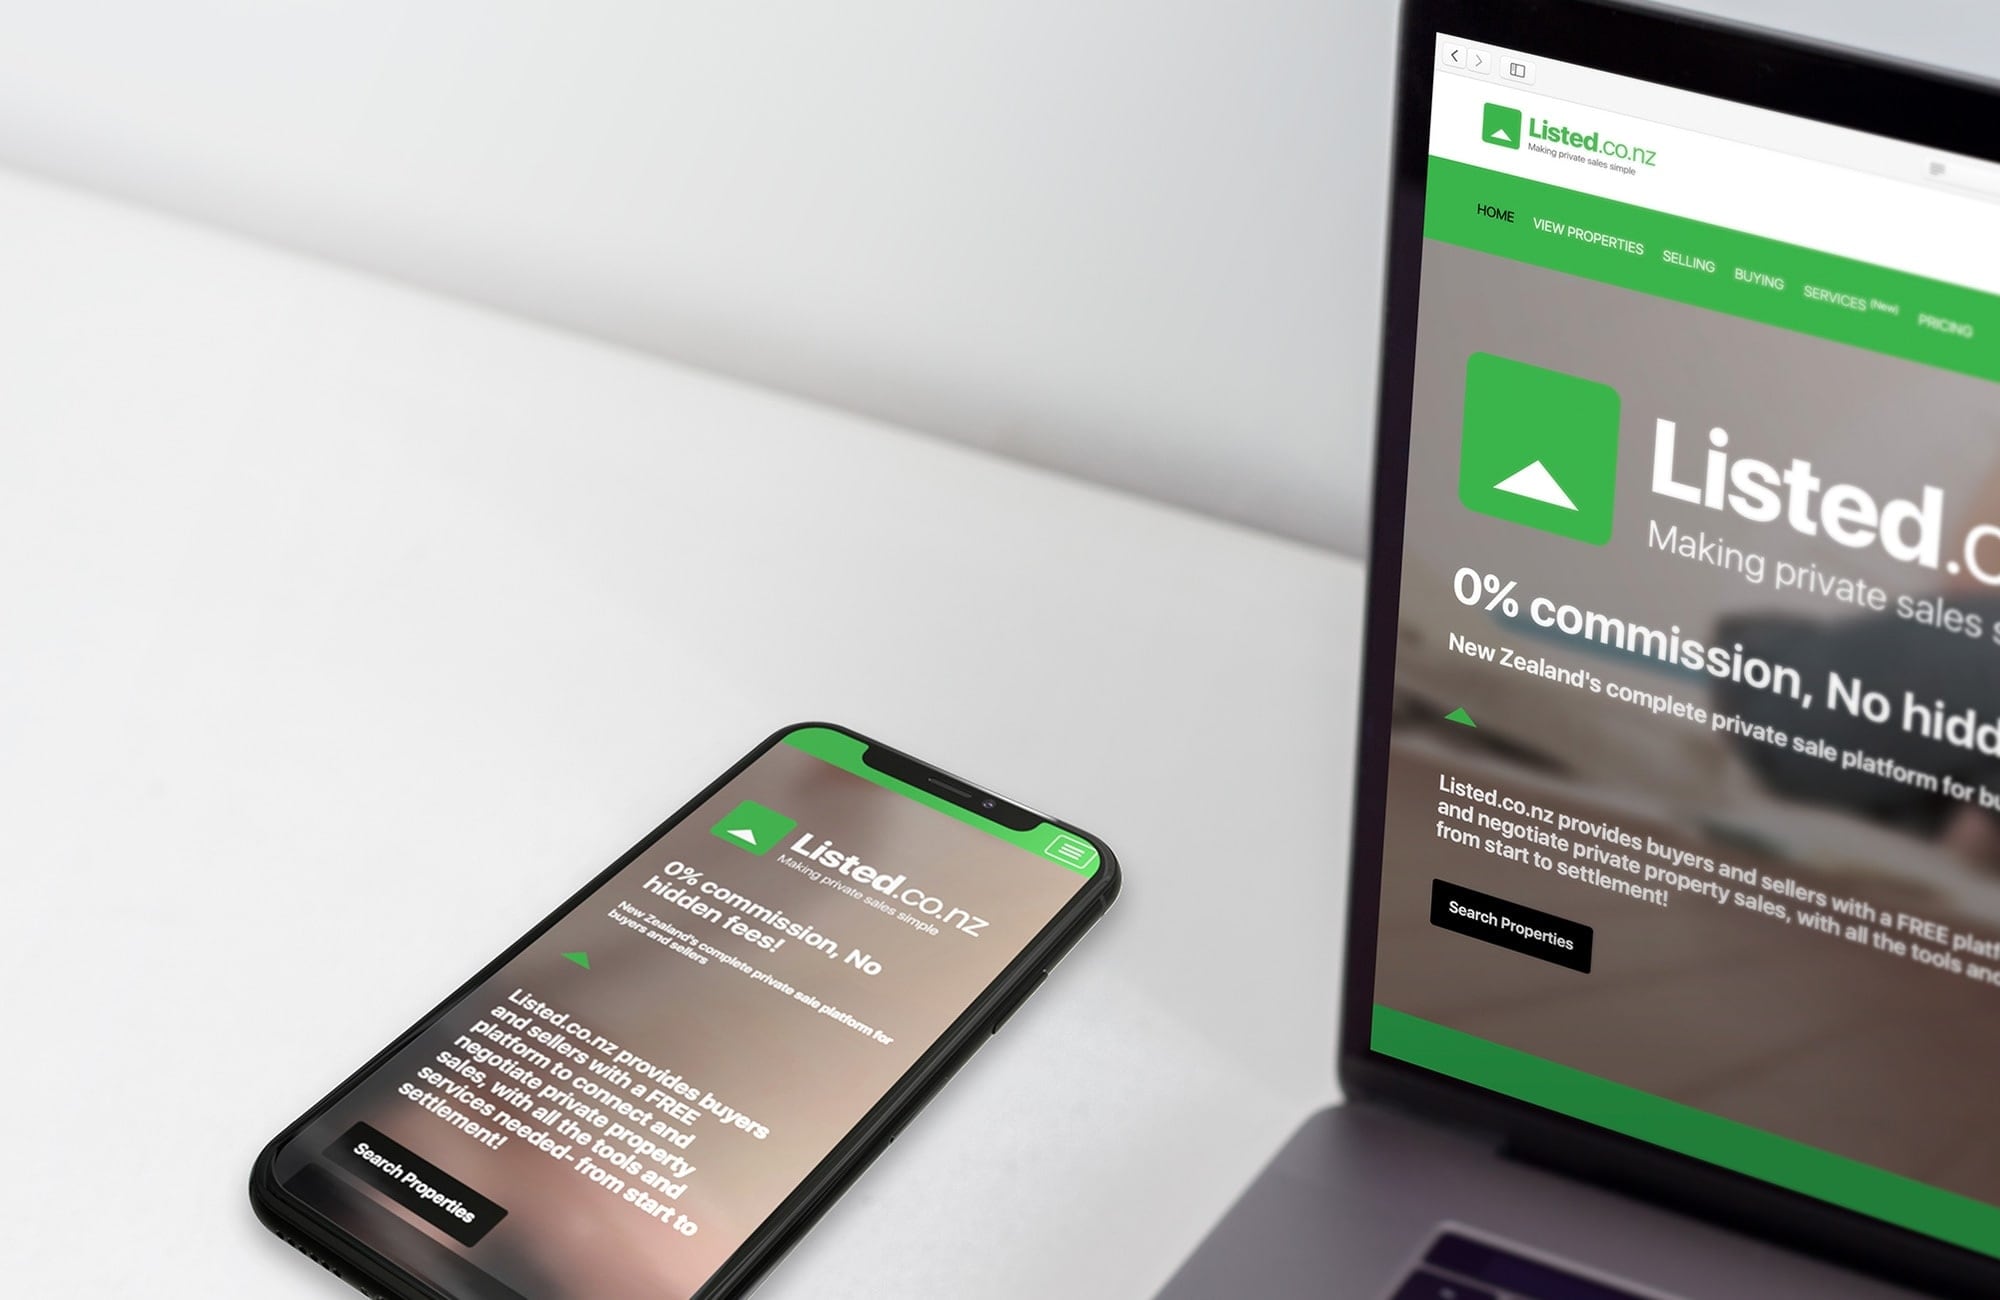 Listed.co.nz
Making private sales simple
HOME VIEW PROPERTIES SELLING BUYING SERVICES (New) PRICING
Listed.c
Making private sales s
0% commission, No hidd
New Zealand's complete private sale platform for bu
Listed.co.nz provides buyers and sellers with a FREE platf
and negotiate private property sales, with all the tools and
from start to settlement!
Search Properties
Listed.co.nz
Making private sales simple
0% commission, No
hidden fees!
New Zealand's complete private sale platform for
buyers and sellers
Listed.co.nz provides buyers
and sellers with a FREE
platform to connect and
negotiate private property
sales, with all the tools and
services needed- from start to
settlement!
Search Properties